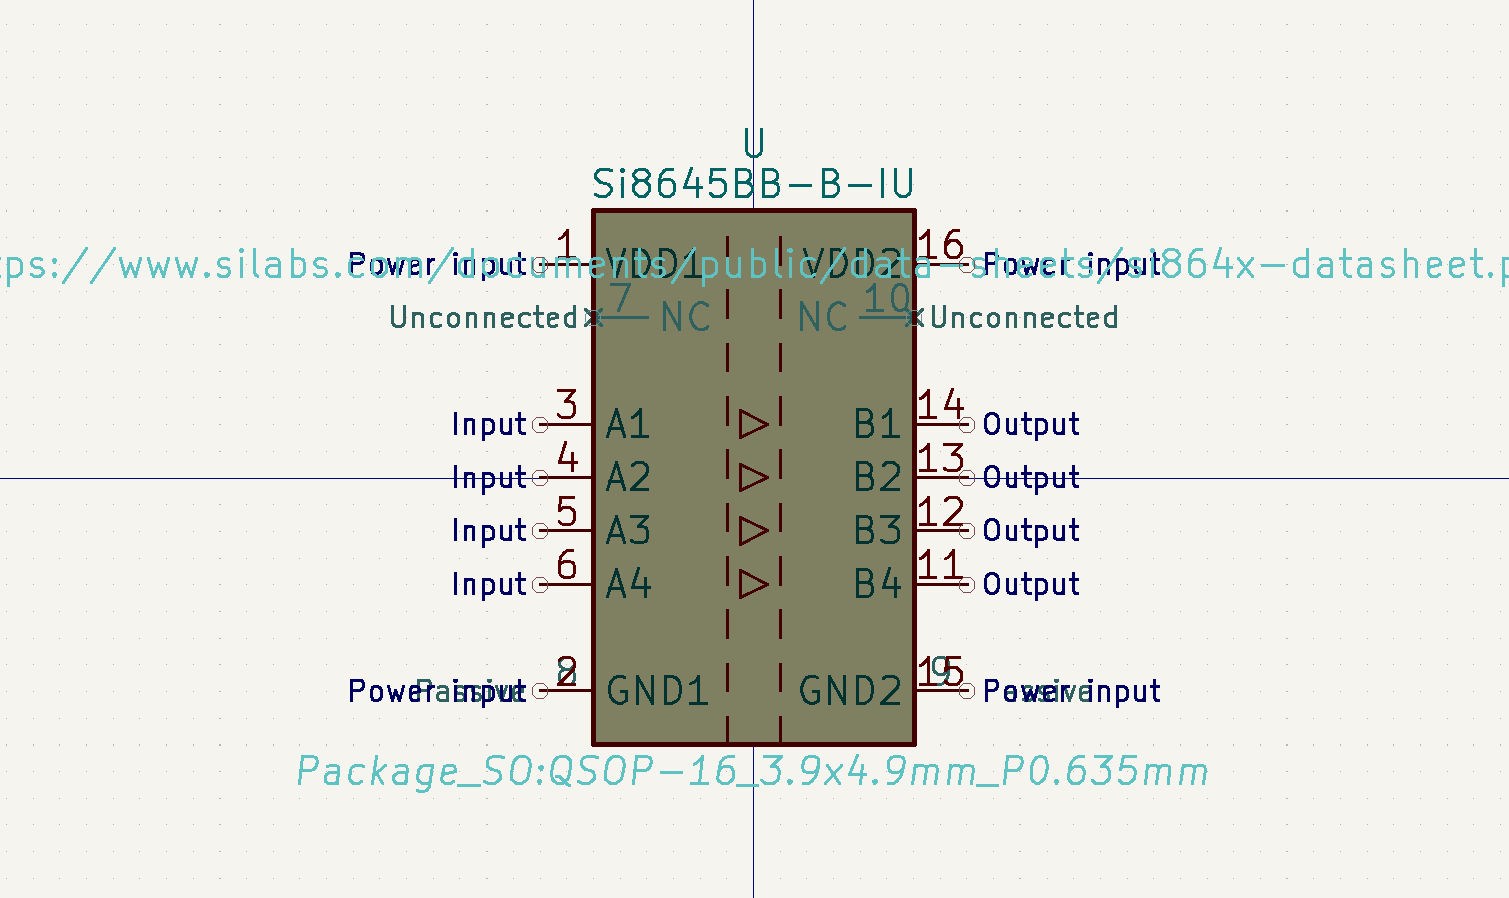 U
Si8645BB-B-IU
Power input 1 VDD1 VDD2 16 Power input
tps://www.silabs.com/documents/public/data-sheets/si864x-datasheet.p
Unconnected 7 NC NC 10 Unconnected
Input 3 A1 B1 14 Output
Input 4 A2 B2 13 Output
Input 5 A3 B3 12 Output
Input 6 A4 B4 11 Output
Power input Passive 2 8 GND1 GND2 15 9 Power input Passive
Package_SO:QSOP-16_3.9x4.9mm_P0.635mm